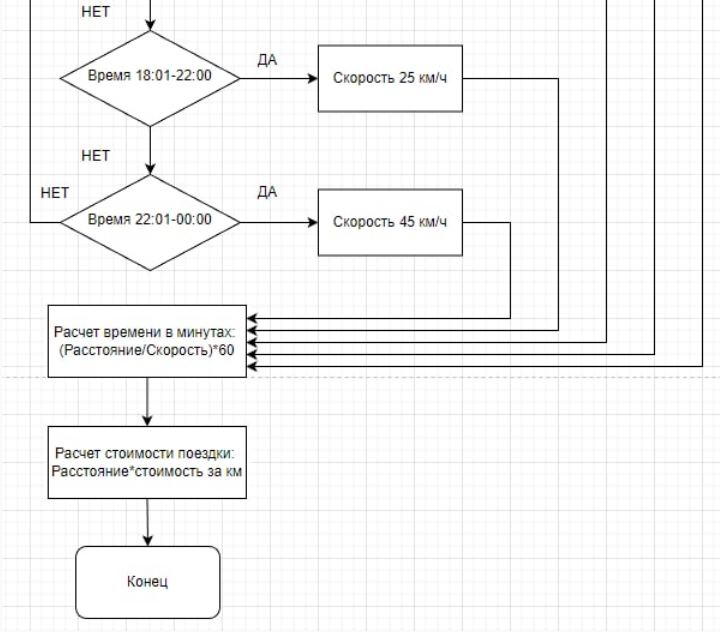 НЕТ
Время 18:01-22:00
ДА
Скорость 25 км/ч
НЕТ
НЕТ
Время 22:01-00:00
ДА
Скорость 45 км/ч
Расчет времени в минутах:
(Расстояние/Скорость)*60
Расчет стоимости поездки:
Расстояние*стоимость за км
Конец